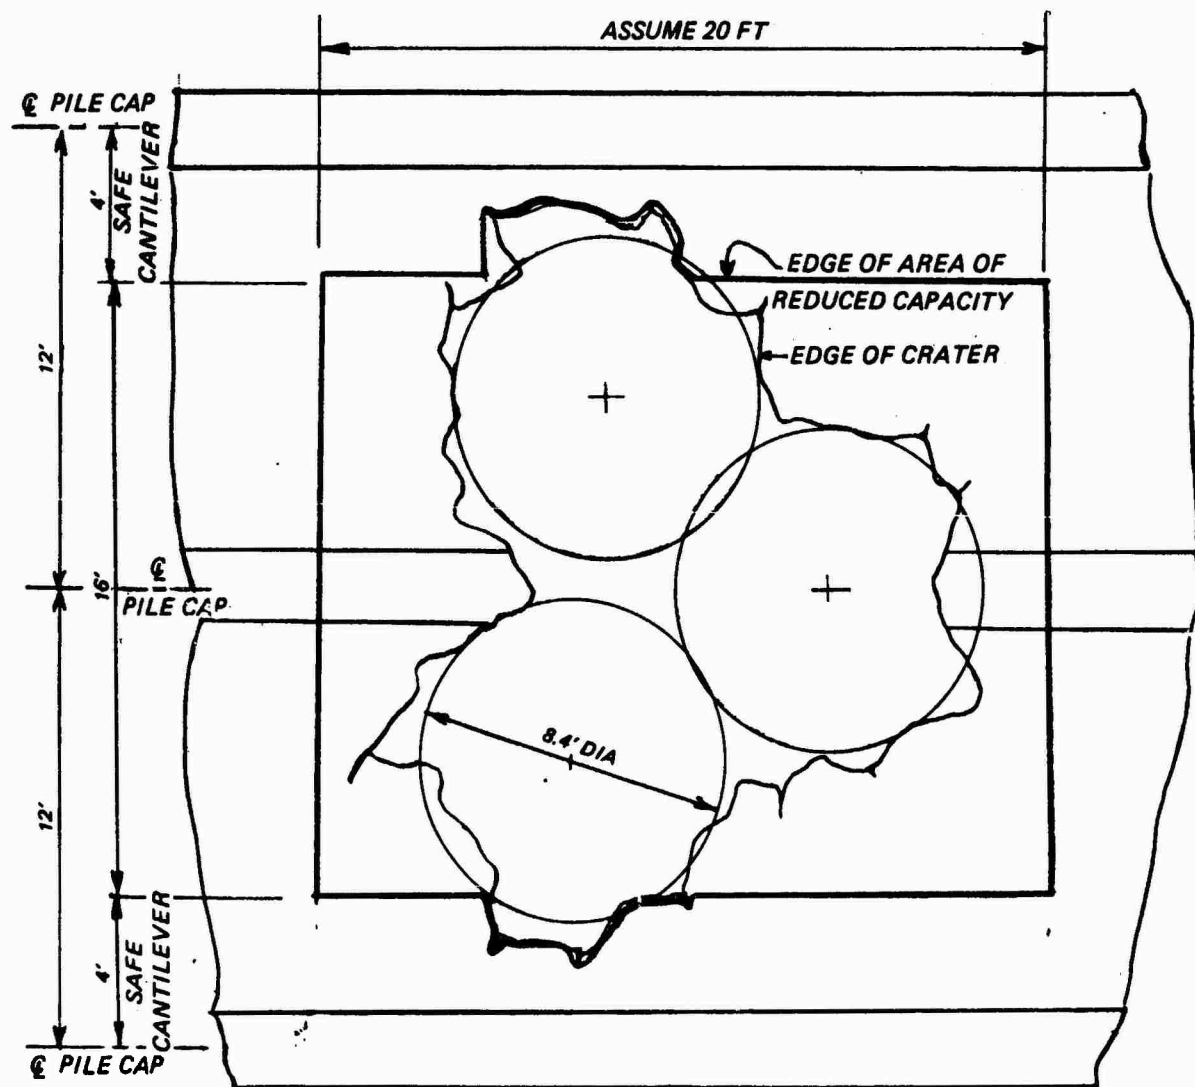 ASSUME 20 FT
℄ PILE CAP
4'
SAFE
CANTILEVER
EDGE OF AREA OF
REDUCED CAPACITY
12'
EDGE OF CRATER
℄
16'
PILE CAP
8.4' DIA
12'
4'
SAFE
CANTILEVER
℄ PILE CAP